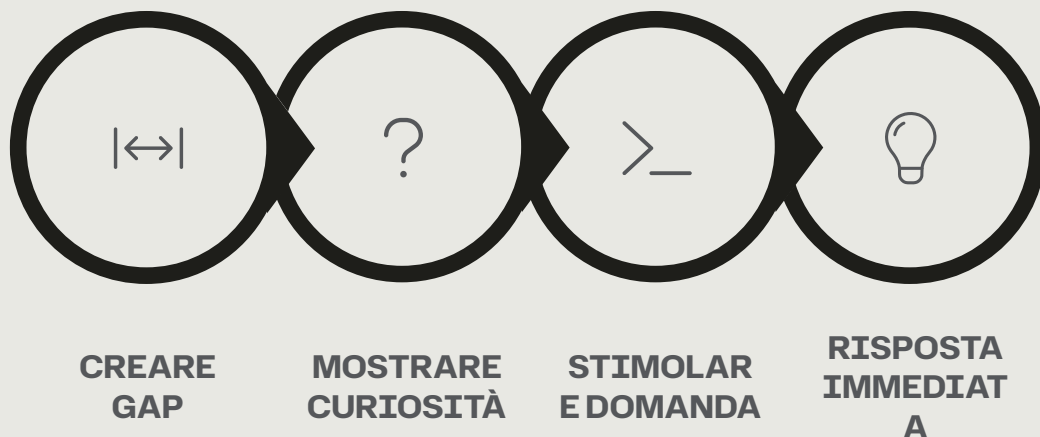 CREARE
GAP
MOSTRARE
CURIOSITÀ
STIMOLAR
E DOMANDA
RISPOSTA
IMMEDIAT
A